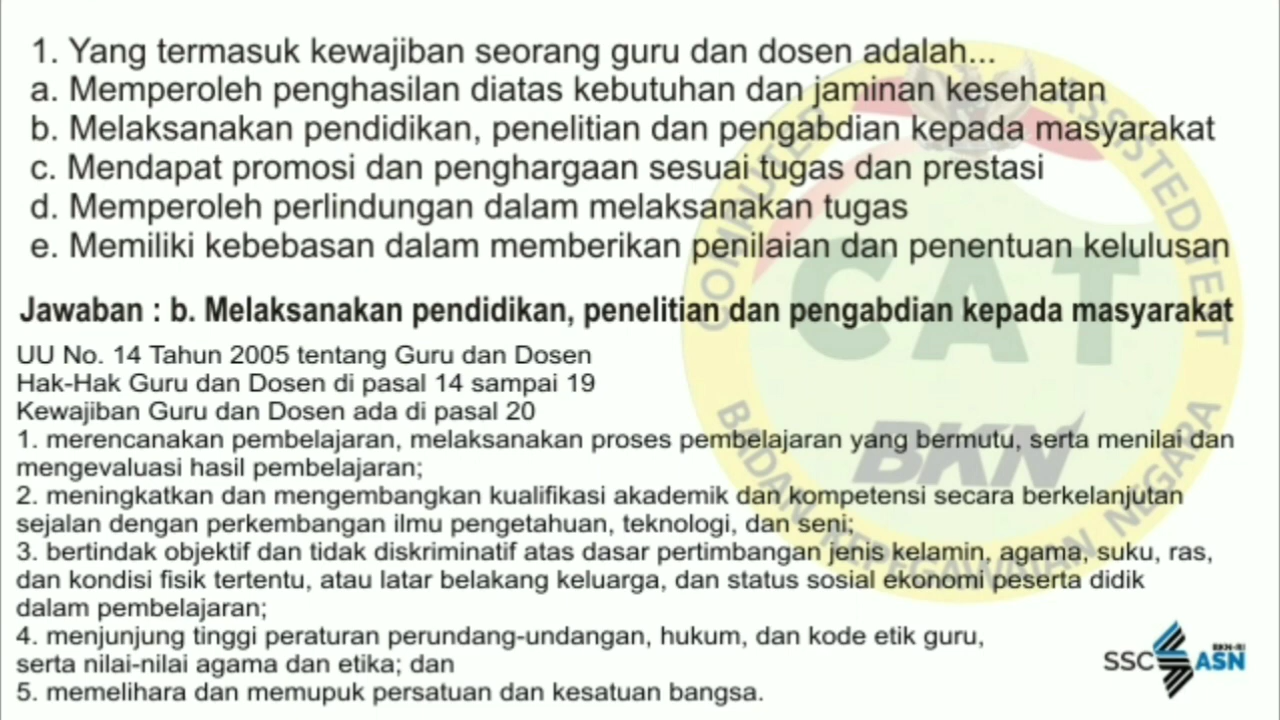 1. Yang termasuk kewajiban seorang guru dan dosen adalah...
a. Memperoleh penghasilan diatas kebutuhan dan jaminan kesehatan
b. Melaksanakan pendidikan, penelitian dan pengabdian kepada masyarakat
c. Mendapat promosi dan penghargaan sesuai tugas dan prestasi
d. Memperoleh perlindungan dalam melaksanakan tugas
e. Memiliki kebebasan dalam memberikan penilaian dan penentuan kelulusan
Jawaban : b. Melaksanakan pendidikan, penelitian dan pengabdian kepada masyarakat
UU No. 14 Tahun 2005 tentang Guru dan Dosen
Hak-Hak Guru dan Dosen di pasal 14 sampai 19
Kewajiban Guru dan Dosen ada di pasal 20
1. merencanakan pembelajaran, melaksanakan proses pembelajaran yang bermutu, serta menilai dan
mengevaluasi hasil pembelajaran;
2. meningkatkan dan mengembangkan kualifikasi akademik dan kompetensi secara berkelanjutan
sejalan dengan perkembangan ilmu pengetahuan, teknologi, dan seni;
3. bertindak objektif dan tidak diskriminatif atas dasar pertimbangan jenis kelamin, agama, suku, ras,
dan kondisi fisik tertentu, atau latar belakang keluarga, dan status sosial ekonomi peserta didik
dalam pembelajaran;
4. menjunjung tinggi peraturan perundang-undangan, hukum, dan kode etik guru,
serta nilai-nilai agama dan etika; dan
5. memelihara dan memupuk persatuan dan kesatuan bangsa.
COMPUTER ASSISTED TEST
CAT
BKN
BADAN KEPEGAWAIAN NEGARA
BKN-RI
SSC ASN